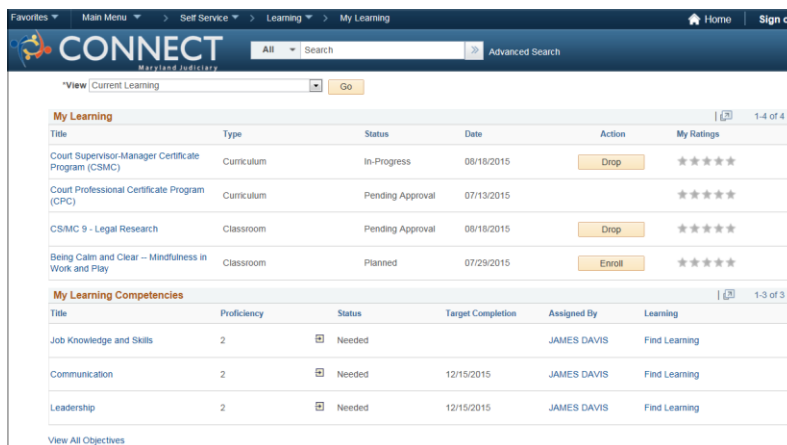 Favorites Main Menu > Self Service > Learning > My Learning Home Sign o
CONNECT All Search Advanced Search
Maryland Judiciary
*View Current Learning Go
My Learning 1-4 of 4
Title Type Status Date Action My Ratings
Court Supervisor-Manager Certificate
Program (CSMC) Curriculum In-Progress 08/18/2015 Drop
Court Professional Certificate Program
(CPC) Curriculum Pending Approval 07/13/2015
CS/MC 9 - Legal Research Classroom Pending Approval 08/18/2015 Drop
Being Calm and Clear -- Mindfulness in
Work and Play Classroom Planned 07/29/2015 Enroll
My Learning Competencies 1-3 of 3
Title Proficiency Status Target Completion Assigned By Learning
Job Knowledge and Skills 2 Needed JAMES DAVIS Find Learning
Communication 2 Needed 12/15/2015 JAMES DAVIS Find Learning
Leadership 2 Needed 12/15/2015 JAMES DAVIS Find Learning
View All Objectives